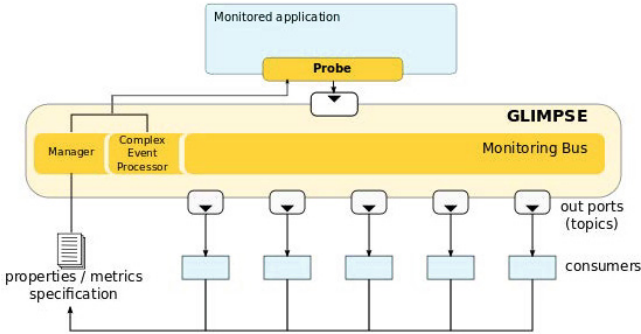 Monitored application
Probe
GLIMPSE
Manager
Complex
Event
Processor
Monitoring Bus
out ports
(topics)
consumers
properties / metrics
specification